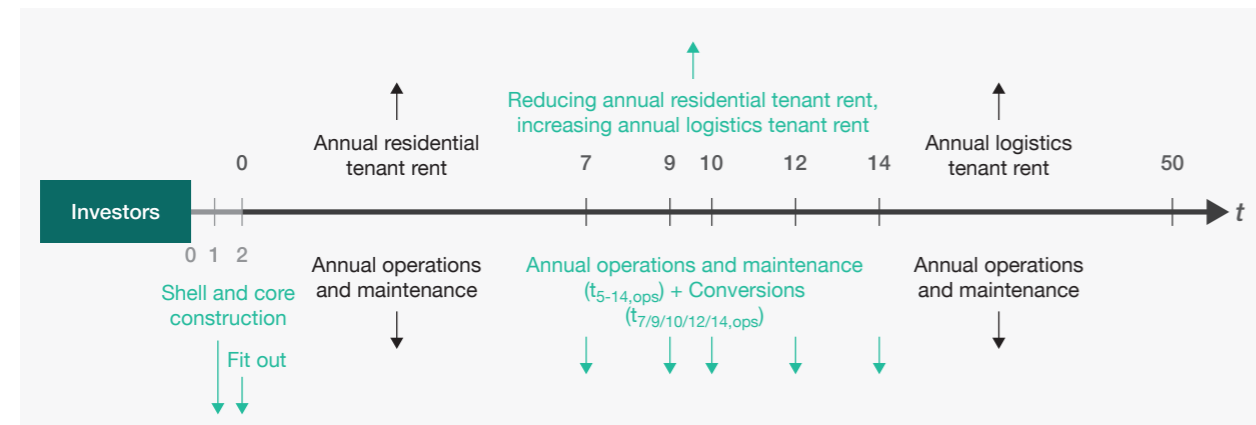 Reducing annual residential tenant rent,
increasing annual logistics tenant rent
Annual residential
tenant rent
Annual logistics
tenant rent
0 7 9 10 12 14 50
Investors
t
0 1 2
Shell and core
construction
Fit out
Annual operations
and maintenance
Annual operations and maintenance
(t5-14,ops) + Conversions
(t7/9/10/12/14,ops)
Annual operations
and maintenance